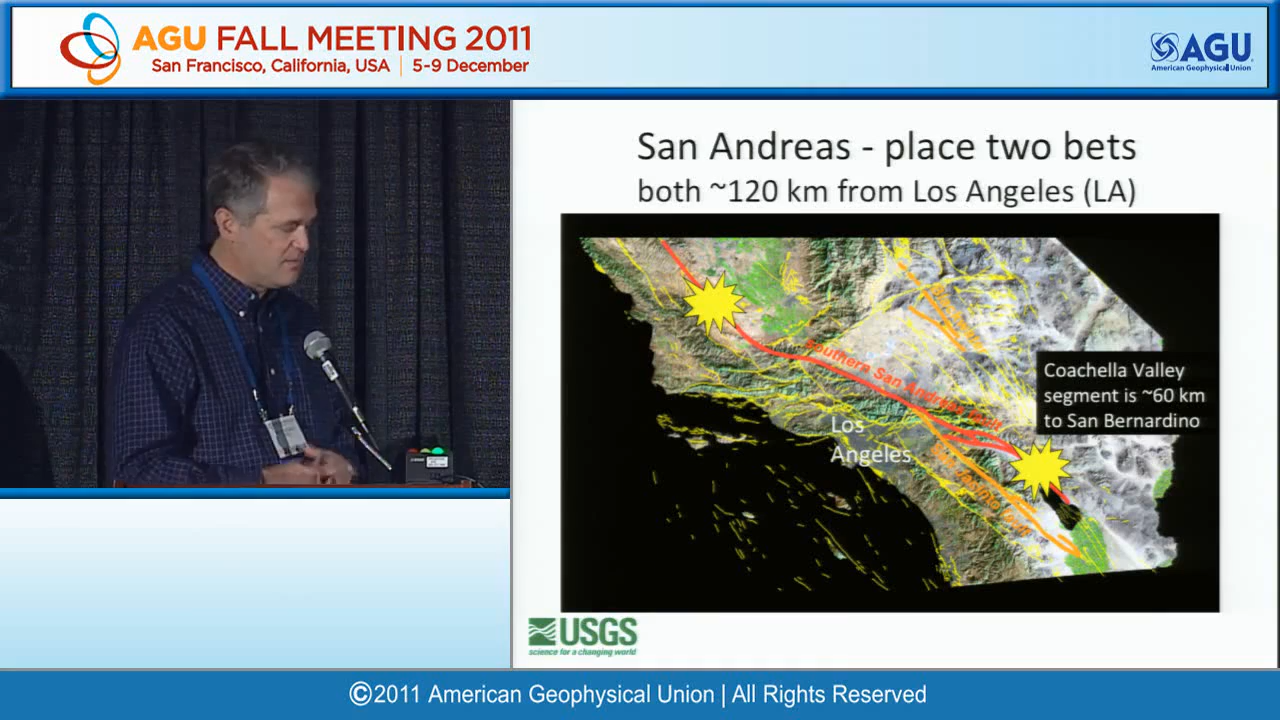 AGU FALL MEETING 2011
San Francisco, California, USA | 5-9 December
AGU
American Geophysical Union
San Andreas - place two bets
both ~120 km from Los Angeles (LA)
Southern San Andreas Fault
Coachella Valley
segment is ~60 km
to San Bernardino
Los
Angeles
USGS
science for a changing world
©2011 American Geophysical Union | All Rights Reserved